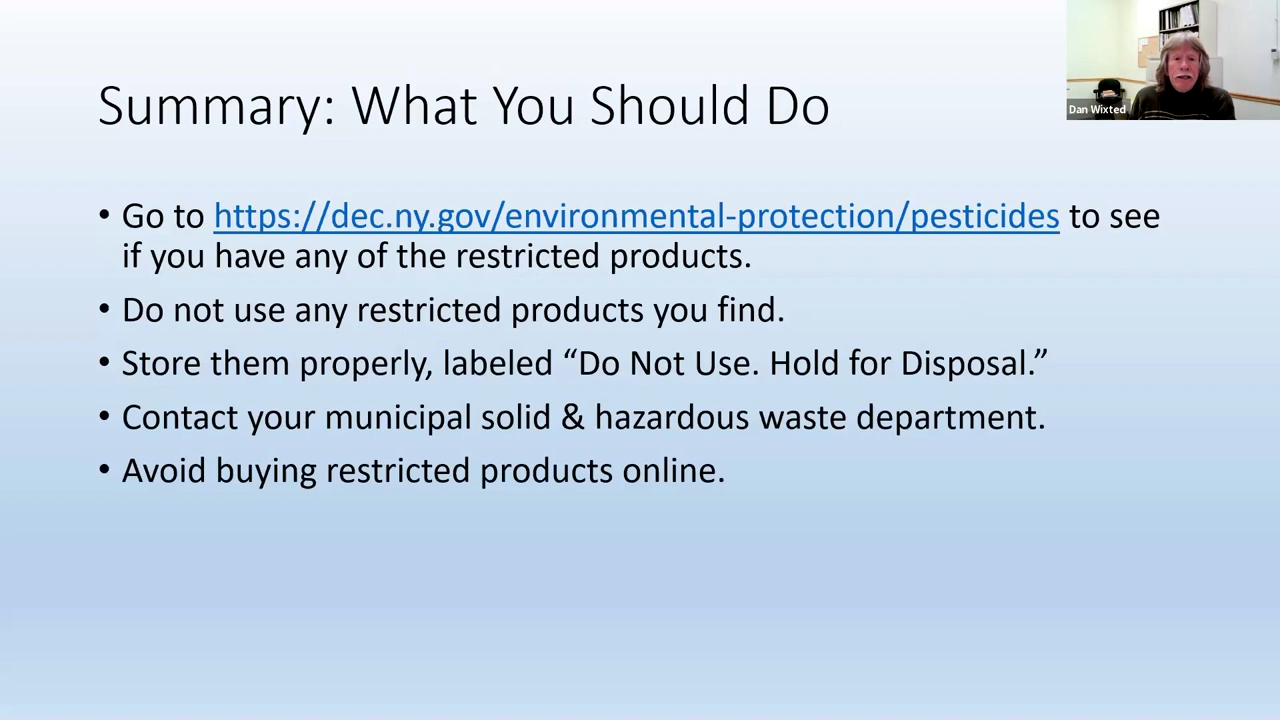 Summary: What You Should Do
Dan Wixted
• Go to https://dec.ny.gov/environmental-protection/pesticides to see
if you have any of the restricted products.
• Do not use any restricted products you find.
• Store them properly, labeled “Do Not Use. Hold for Disposal.”
• Contact your municipal solid & hazardous waste department.
• Avoid buying restricted products online.